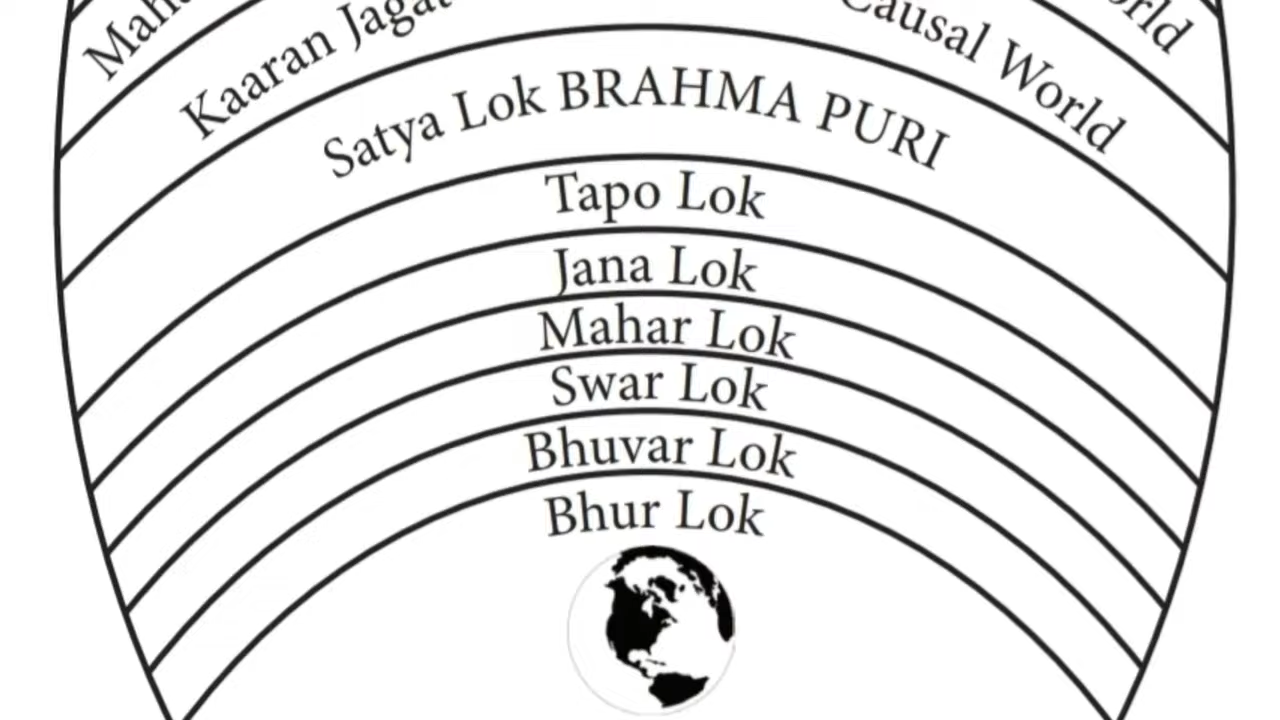 Kaaran Jagat Causal World
Satya Lok BRAHMA PURI
Tapo Lok
Jana Lok
Mahar Lok
Swar Lok
Bhuvar Lok
Bhur Lok